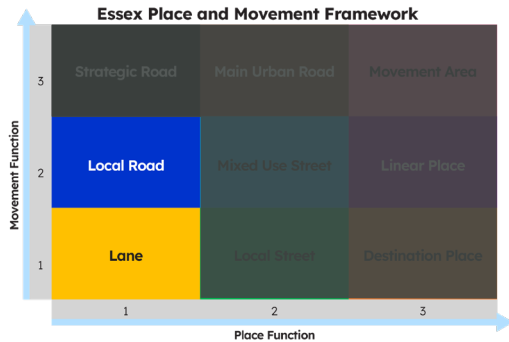 Essex Place and Movement Framework
Movement Function
3
Strategic Road
Main Urban Road
Movement Area
2
Local Road
Mixed Use Street
Linear Place
1
Lane
Local Street
Destination Place
1
2
3
Place Function